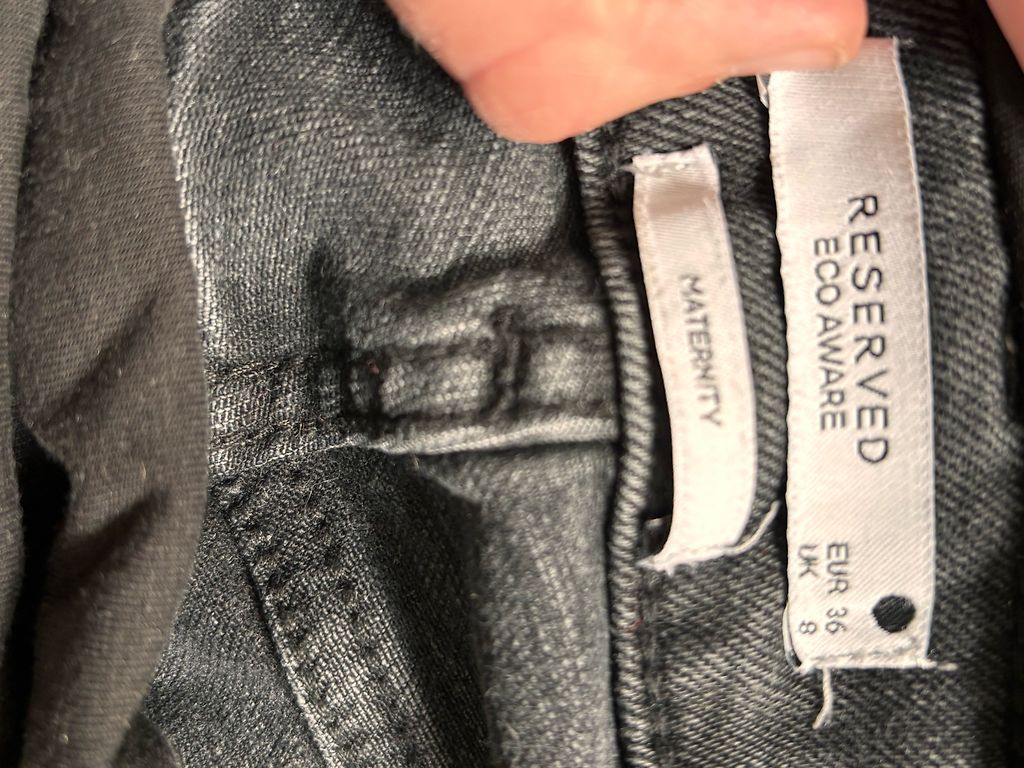 RESERVED
ECO AWARE
EUR 36
UK 8
MATERNITY